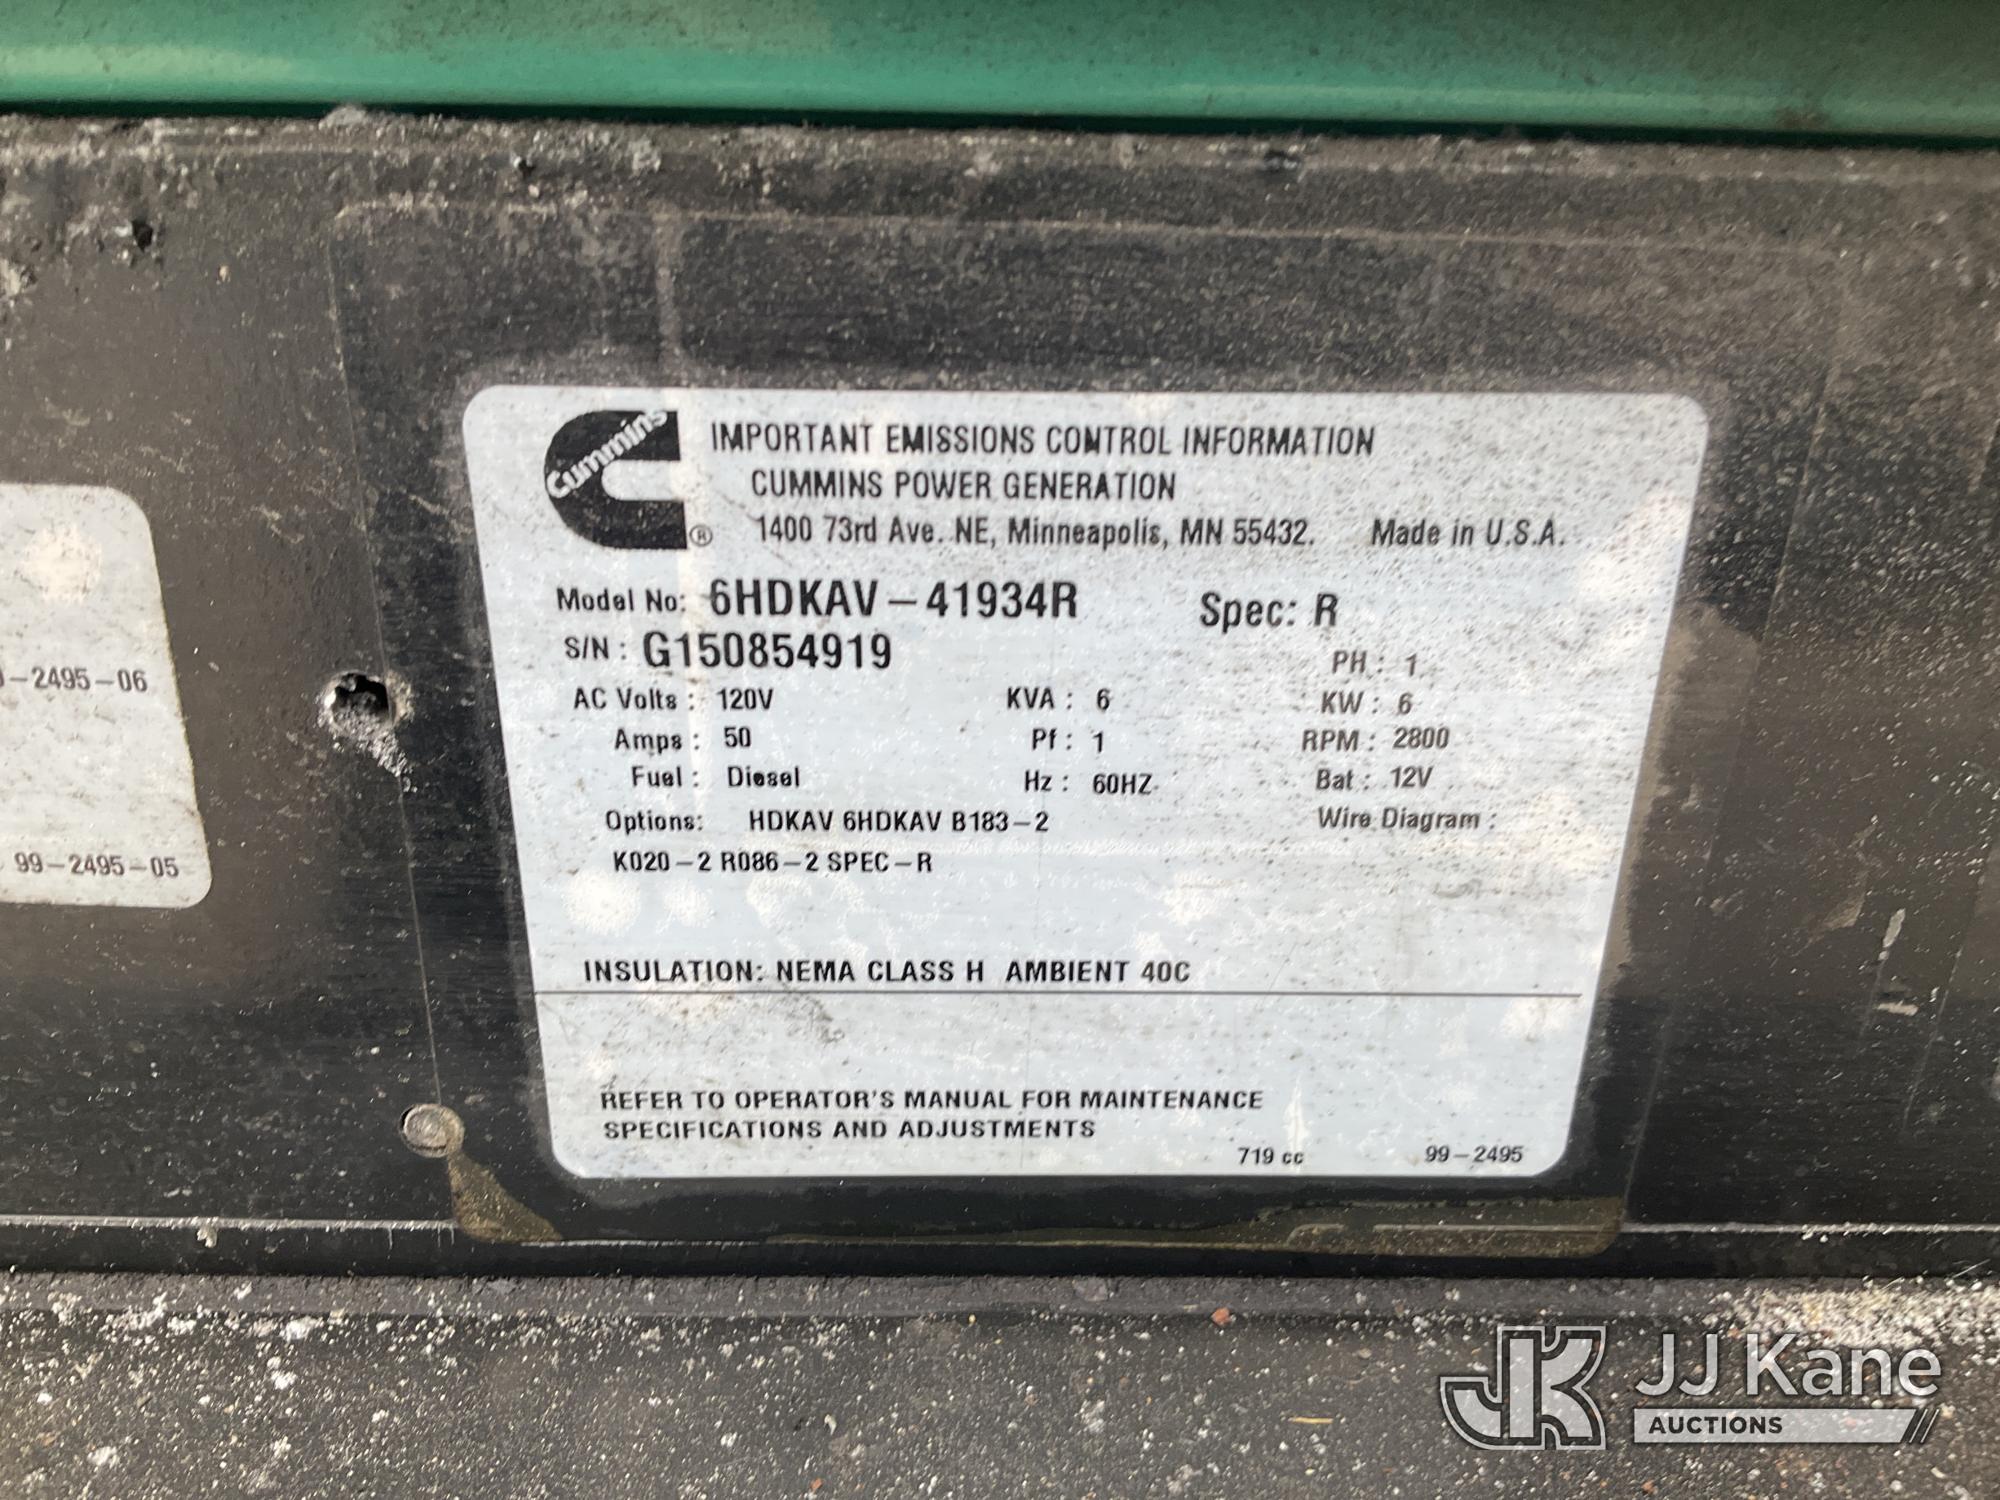 Cummins
®
IMPORTANT EMISSIONS CONTROL INFORMATION
CUMMINS POWER GENERATION
1400 73rd Ave. NE, Minneapolis, MN 55432. Made in U.S.A.
Model No: 6HDKAV-41934R Spec: R
S/N: G150854919 PH: 1
AC Volts: 120V KVA: 6 KW: 6
Amps: 50 Pf: 1 RPM: 2800
Fuel: Diesel Hz: 60HZ Bat: 12V
Options: HDKAV 6HDKAV B183-2 Wire Diagram:
K020-2 R086-2 SPEC-R
INSULATION: NEMA CLASS H AMBIENT 40C
REFER TO OPERATOR'S MANUAL FOR MAINTENANCE
SPECIFICATIONS AND ADJUSTMENTS
719 cc 99-2495
-2495-06
99-2495-05
JK JJ Kane
AUCTIONS